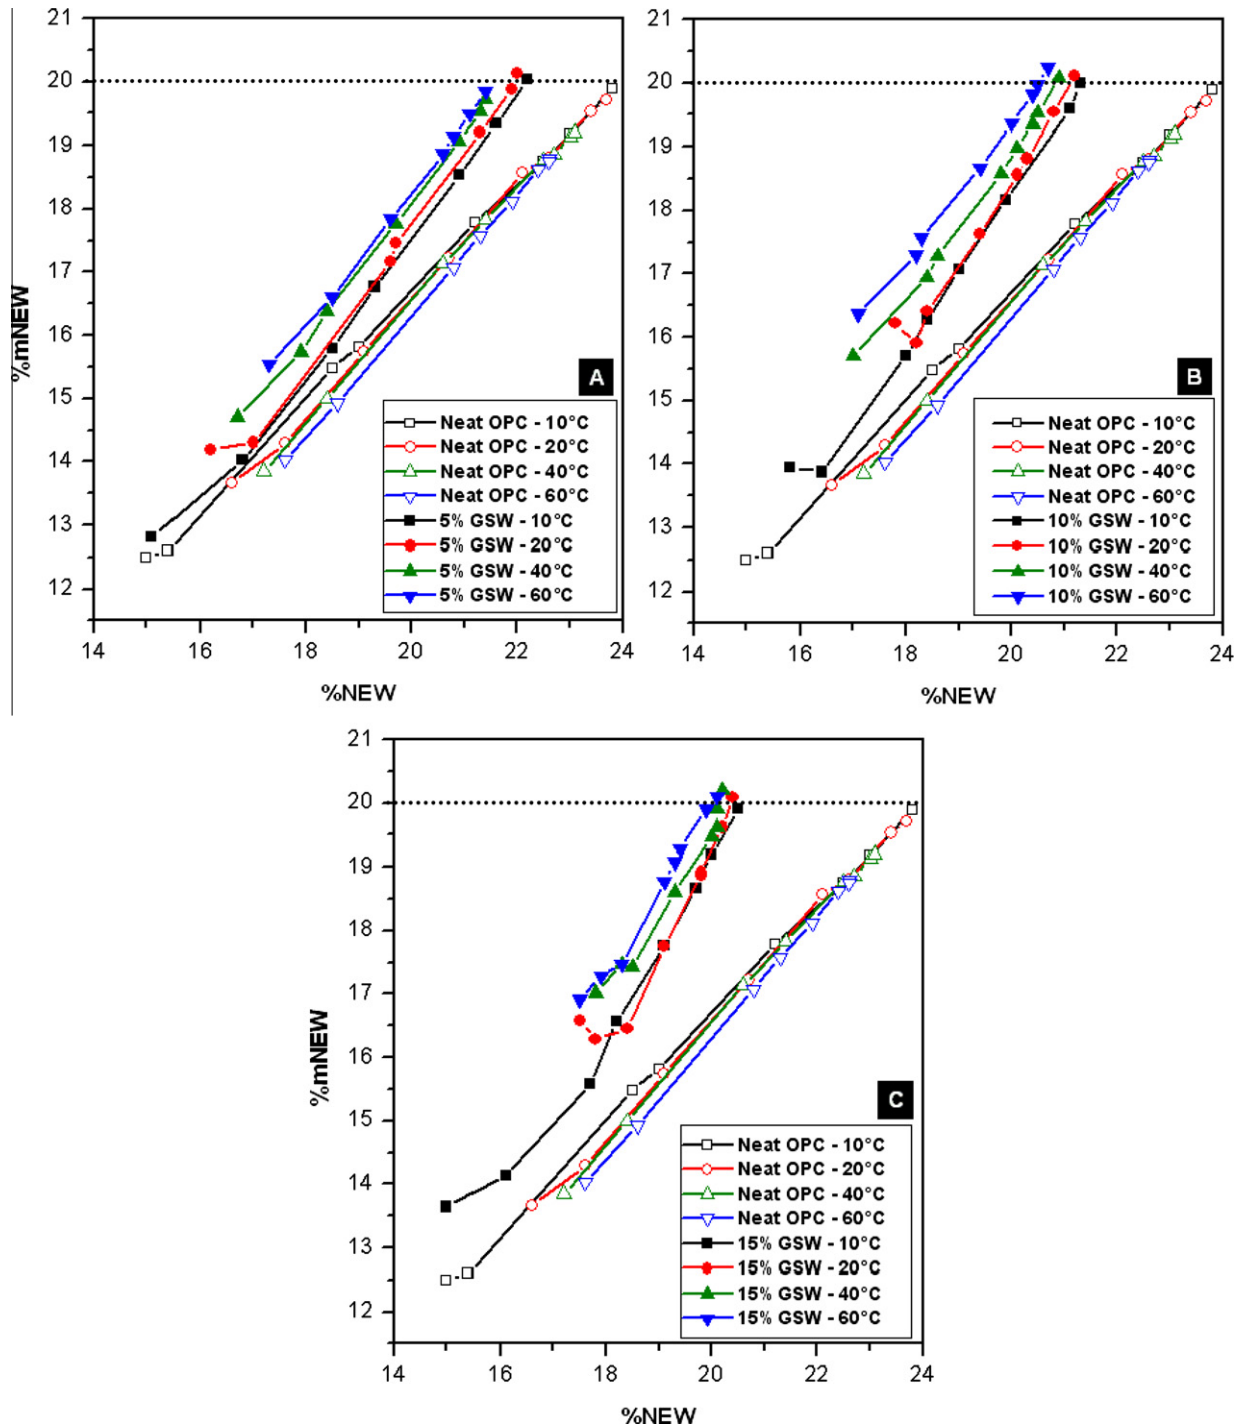 21
20
19
18
17
16
15
14
13
12
%mNEW
A
Neat OPC - 10°C
Neat OPC - 20°C
Neat OPC - 40°C
Neat OPC - 60°C
5% GSW - 10°C
5% GSW - 20°C
5% GSW - 40°C
5% GSW - 60°C
14 16 18 20 22 24
%NEW
21
20
19
18
17
16
15
14
13
12
B
Neat OPC - 10°C
Neat OPC - 20°C
Neat OPC - 40°C
Neat OPC - 60°C
10% GSW - 10°C
10% GSW - 20°C
10% GSW - 40°C
10% GSW - 60°C
14 16 18 20 22 24
%NEW
21
20
19
18
17
16
15
14
13
12
%mNEW
C
Neat OPC - 10°C
Neat OPC - 20°C
Neat OPC - 40°C
Neat OPC - 60°C
15% GSW - 10°C
15% GSW - 20°C
15% GSW - 40°C
15% GSW - 60°C
14 16 18 20 22 24
%NEW